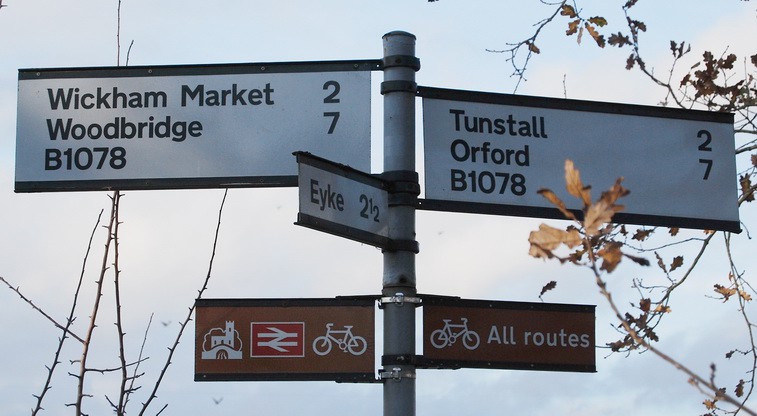 Wickham Market 2
Woodbridge 7
B1078
Tunstall 2
Orford 7
B1078
Eyke 2½
All routes